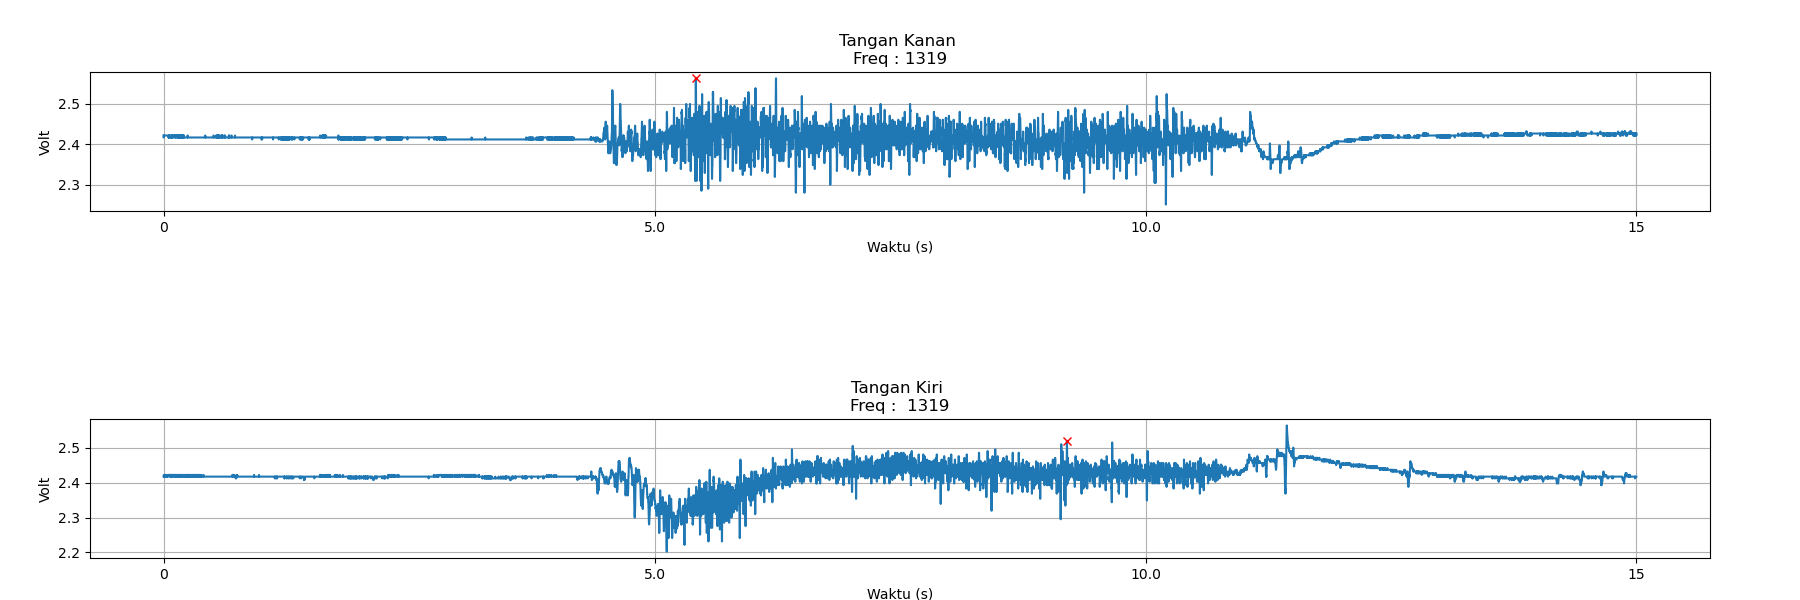 Tangan Kanan
Freq : 1319
Volt
2.5
2.4
2.3
0 5.0 10.0 15
Waktu (s)
Tangan Kiri
Freq :  1319
Volt
2.5
2.4
2.3
2.2
0 5.0 10.0 15
Waktu (s)